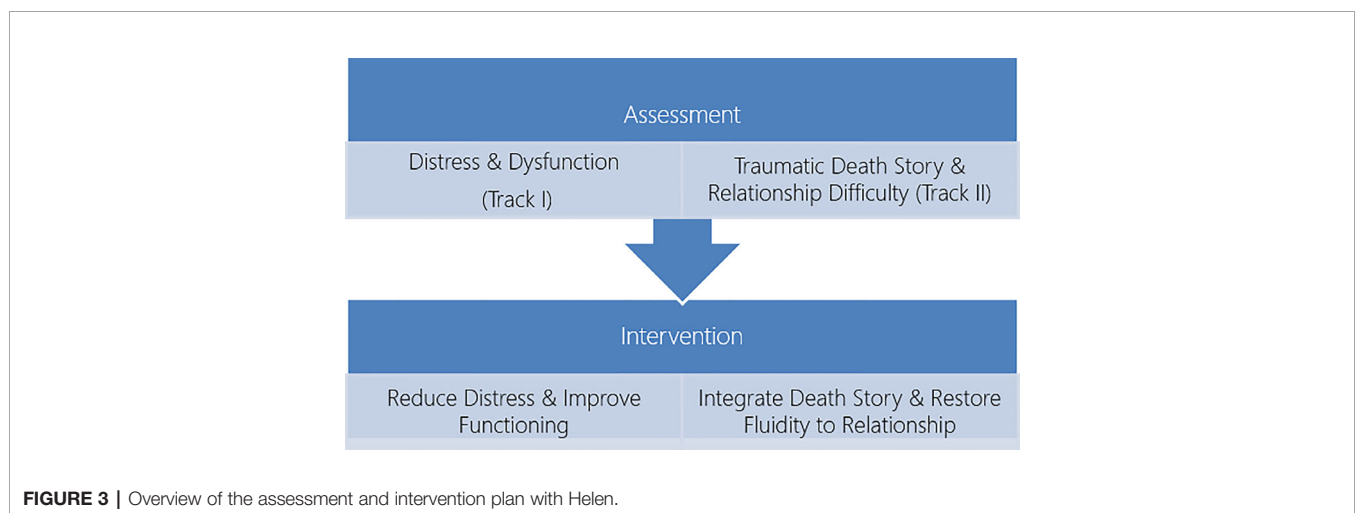 Assessment
Distress & Dysfunction
(Track I)
Traumatic Death Story &
Relationship Difficulty (Track II)
Intervention
Reduce Distress & Improve
Functioning
Integrate Death Story & Restore
Fluidity to Relationship
FIGURE 3 | Overview of the assessment and intervention plan with Helen.